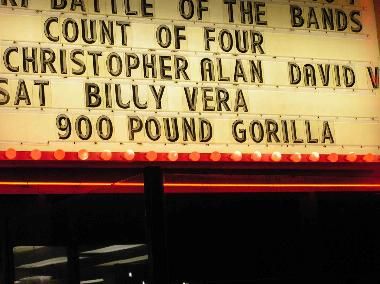 BATTLE OF THE BANDS
COUNT OF FOUR
CHRISTOPHER ALAN DAVID V
SAT BILLY VERA
900 POUND GORILLA